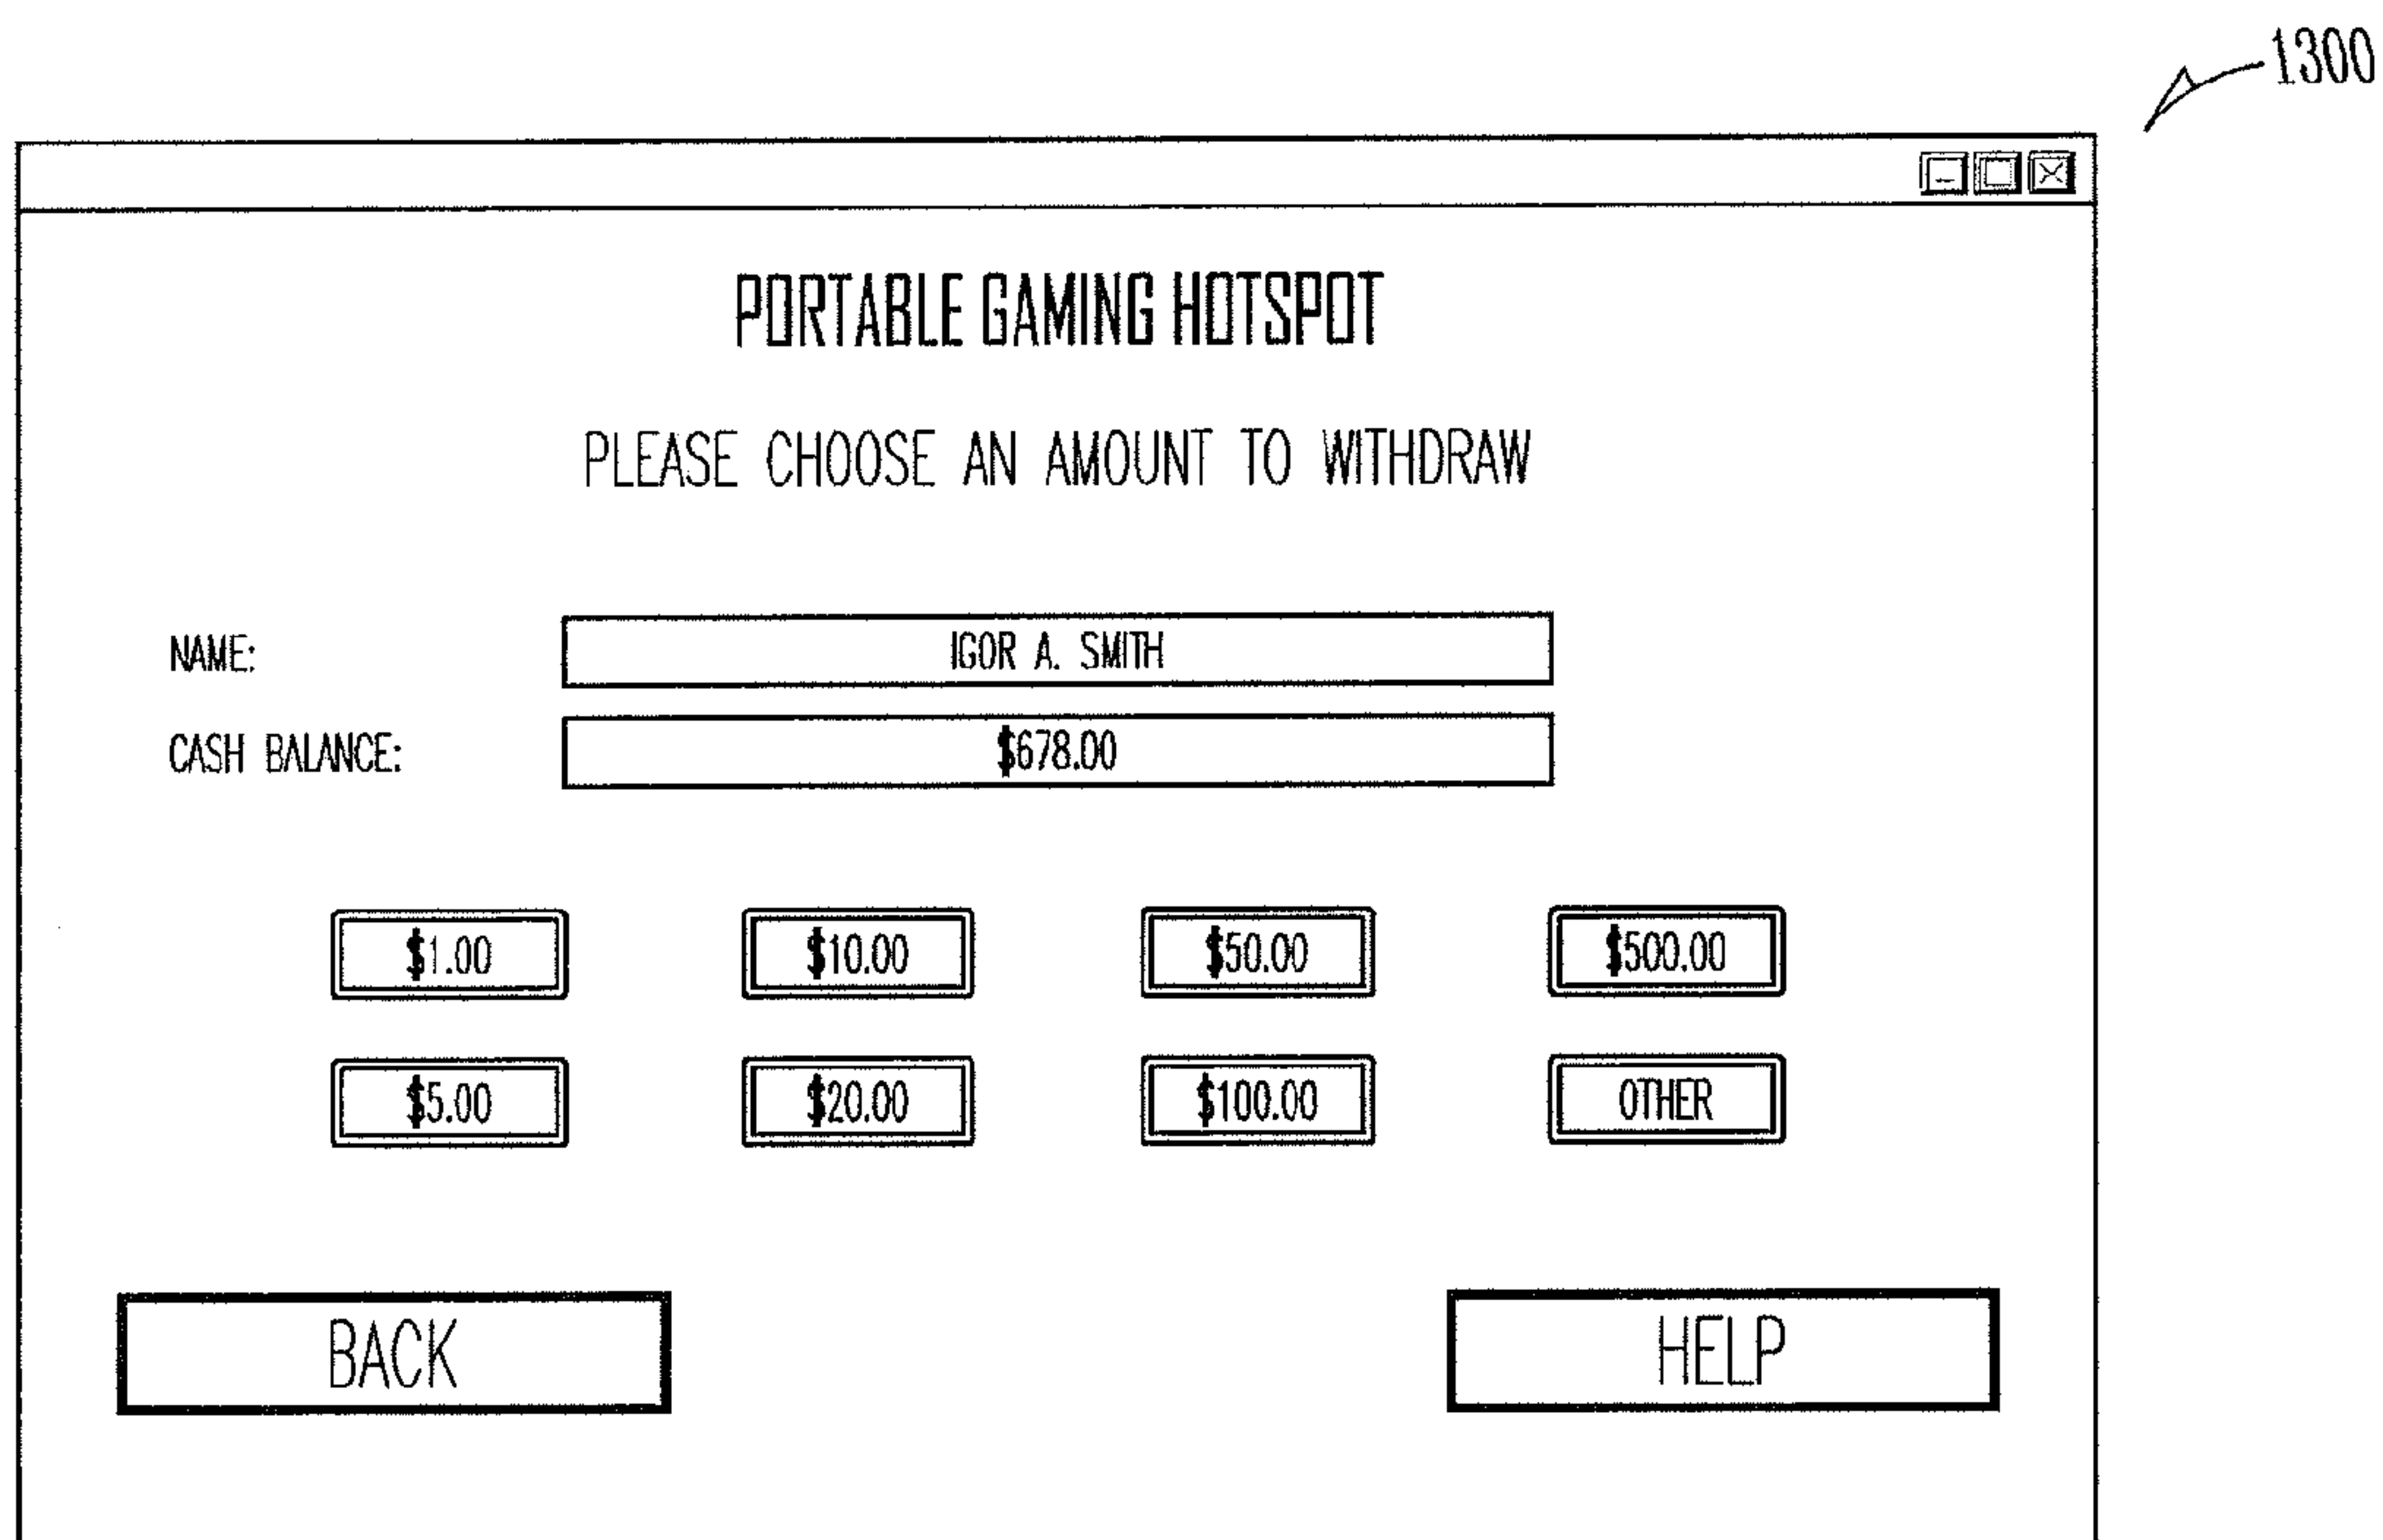 1300
PORTABLE GAMING HOTSPOT
PLEASE CHOOSE AN AMOUNT TO WITHDRAW
NAME: IGOR A. SMITH
CASH BALANCE: $678.00
$1.00 $10.00 $50.00 $500.00
$5.00 $20.00 $100.00 OTHER
BACK HELP